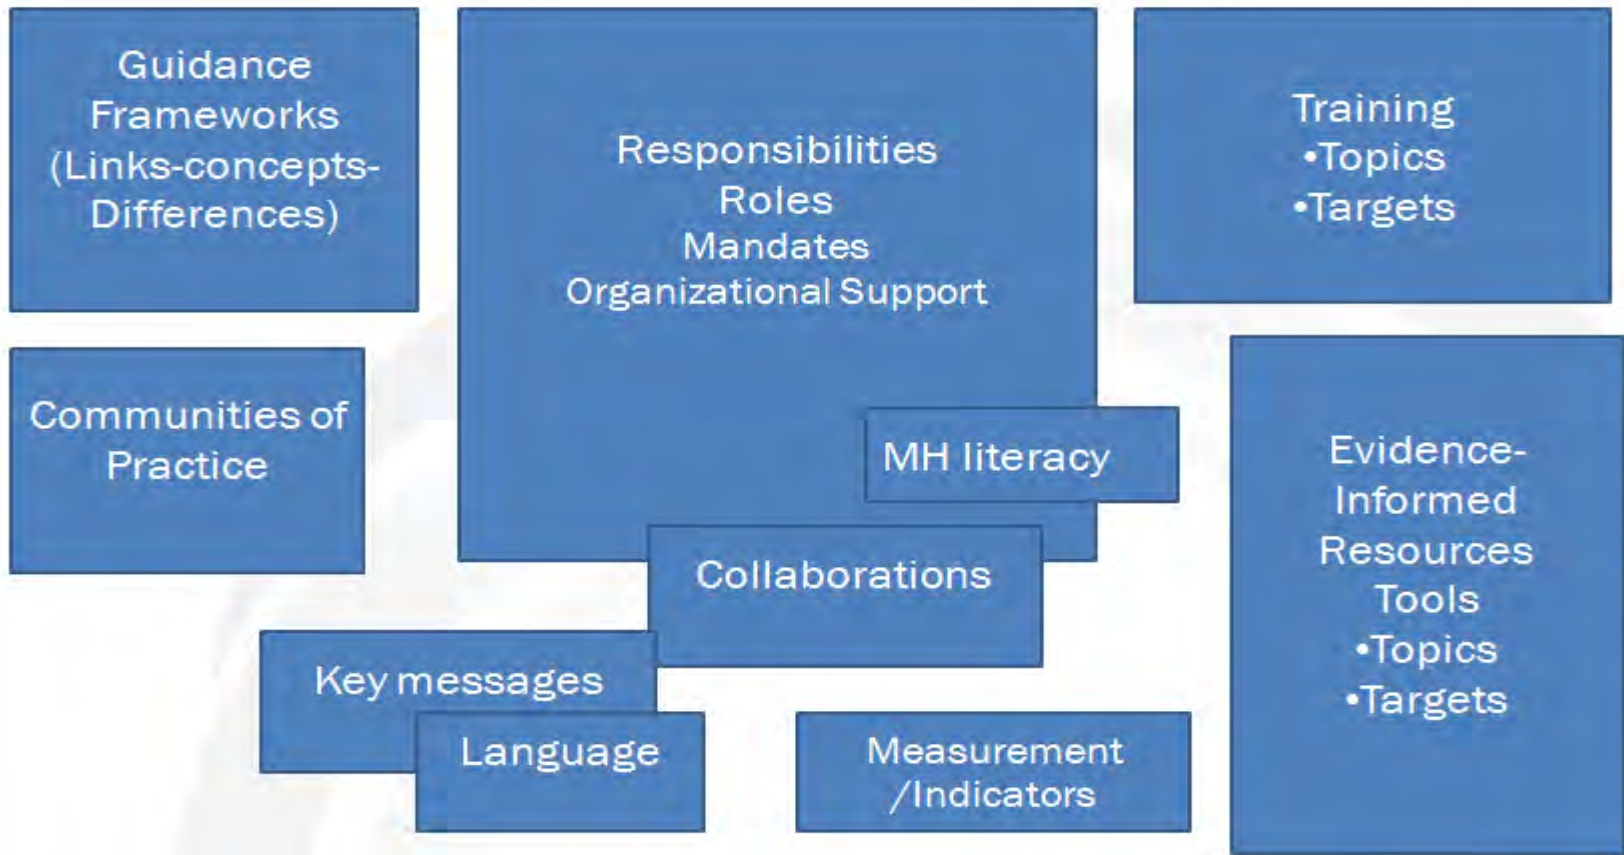 Guidance
Frameworks
(Links-concepts-
Differences)
Responsibilities
Roles
Mandates
Organizational Support
Training
•Topics
•Targets
Communities of
Practice
MH literacy
Evidence-
Informed
Resources
Tools
•Topics
•Targets
Collaborations
Key messages
Language
Measurement
/Indicators